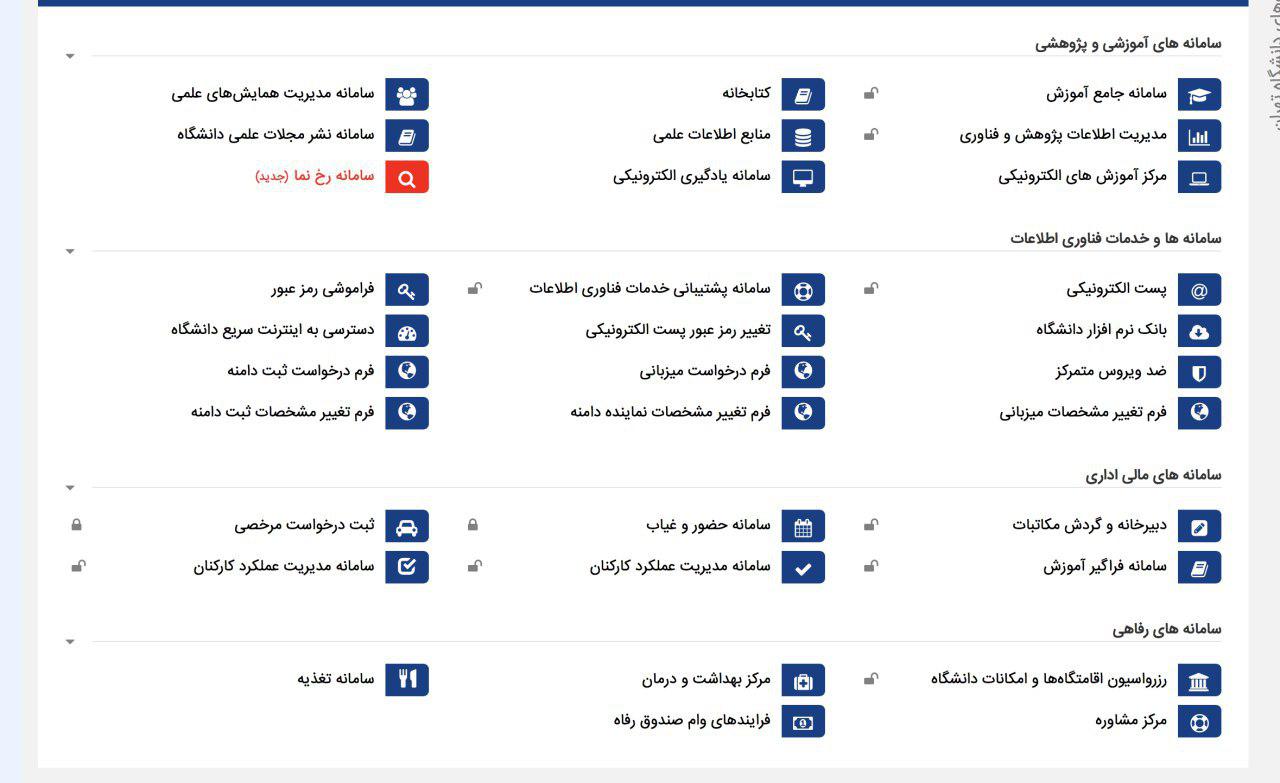 سامانه های آموزشی و پژوهشی
سامانه جامع آموزش
کتابخانه
سامانه مدیریت همایش‌های علمی
مدیریت اطلاعات پژوهش و فناوری
منابع اطلاعات علمی
سامانه نشر مجلات علمی دانشگاه
مرکز آموزش های الکترونیکی
سامانه یادگیری الکترونیکی
سامانه رخ نما (جدید)
سامانه ها و خدمات فناوری اطلاعات
پست الکترونیکی
سامانه پشتیبانی خدمات فناوری اطلاعات
فراموشی رمز عبور
بانک نرم افزار دانشگاه
تغییر رمز عبور پست الکترونیکی
دسترسی به اینترنت سریع دانشگاه
ضد ویروس متمرکز
فرم درخواست میزبانی
فرم درخواست ثبت دامنه
فرم تغییر مشخصات میزبانی
فرم تغییر مشخصات نماینده دامنه
فرم تغییر مشخصات ثبت دامنه
سامانه های مالی اداری
دبیرخانه و گردش مکاتبات
سامانه حضور و غیاب
ثبت درخواست مرخصی
سامانه فراگیر آموزش
سامانه مدیریت عملکرد کارکنان
سامانه مدیریت عملکرد کارکنان
سامانه های رفاهی
رزرواسیون اقامتگاه‌ها و امکانات دانشگاه
مرکز بهداشت و درمان
سامانه تغذیه
مرکز مشاوره
فرایندهای وام صندوق رفاه
دانشگاه تهران